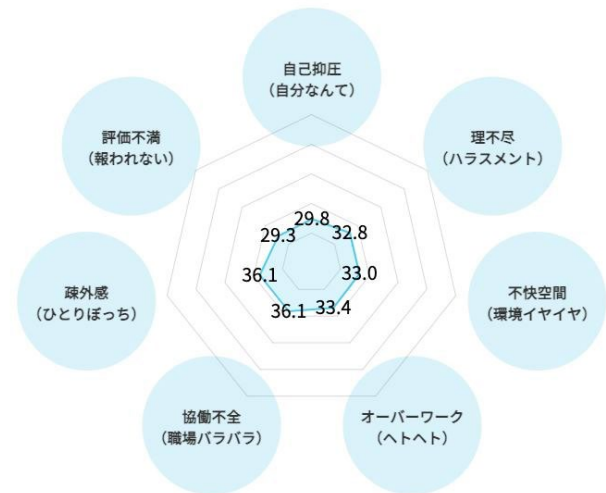 自己抑圧
（自分なんて）
評価不満
（報われない）
理不尽
（ハラスメント）
29.8
29.3
32.8
36.1
33.0
疎外感
（ひとりぼっち）
不快空間
（環境イヤイヤ）
36.1
33.4
協働不全
（職場バラバラ）
オーバーワーク
（ヘトヘト）